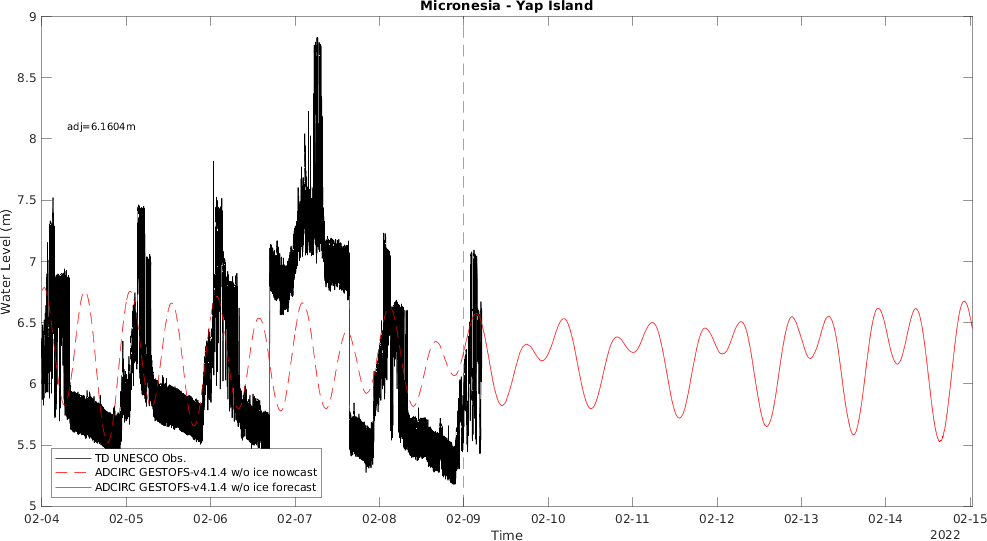 Micronesia - Yap Island
9
8.5
8
7.5
7
6.5
6
5.5
5
Water Level (m)
adj=6.1604m
TD UNESCO Obs.
ADCIRC GESTOFS-v4.1.4 w/o ice nowcast
ADCIRC GESTOFS-v4.1.4 w/o ice forecast
02-04 02-05 02-06 02-07 02-08 02-09 02-10 02-11 02-12 02-13 02-14 02-15
Time
2022